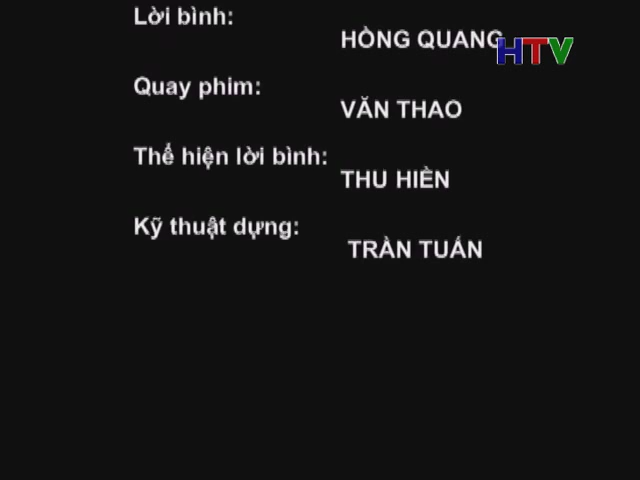 Lời bình:
HỒNG QUANG
HTV
Quay phim:
VĂN THAO
Thể hiện lời bình:
THU HIỀN
Kỹ thuật dựng:
TRẦN TUẤN